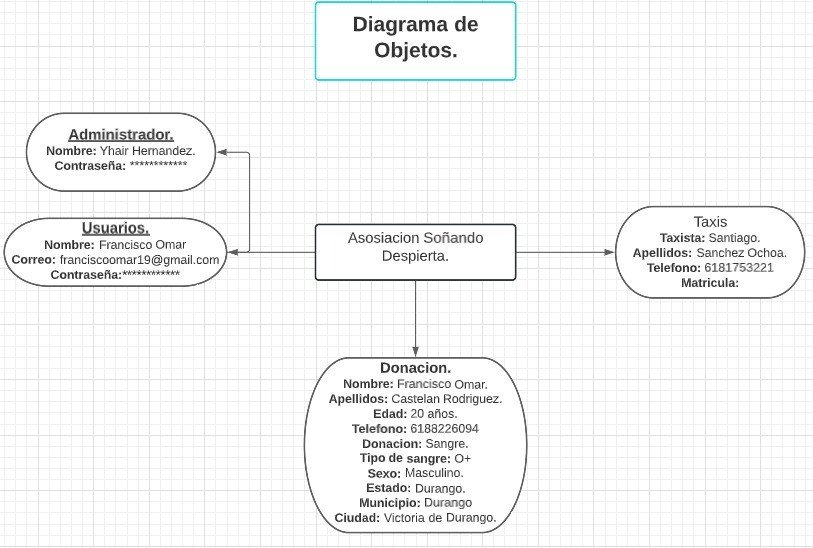 Diagrama de
Objetos.
Administrador.
Nombre: Yhair Hernandez.
Contraseña: ************
Usuarios.
Nombre: Francisco Omar
Correo: franciscoomar19@gmail.com
Contraseña:************
Asosiacion Soñando
Despierta.
Taxis
Taxista: Santiago.
Apellidos: Sanchez Ochoa.
Telefono: 6181753221
Matricula:
Donacion.
Nombre: Francisco Omar.
Apellidos: Castelan Rodriguez.
Edad: 20 años.
Telefono: 6188226094
Donacion: Sangre.
Tipo de sangre: O+
Sexo: Masculino.
Estado: Durango.
Municipio: Durango
Ciudad: Victoria de Durango.